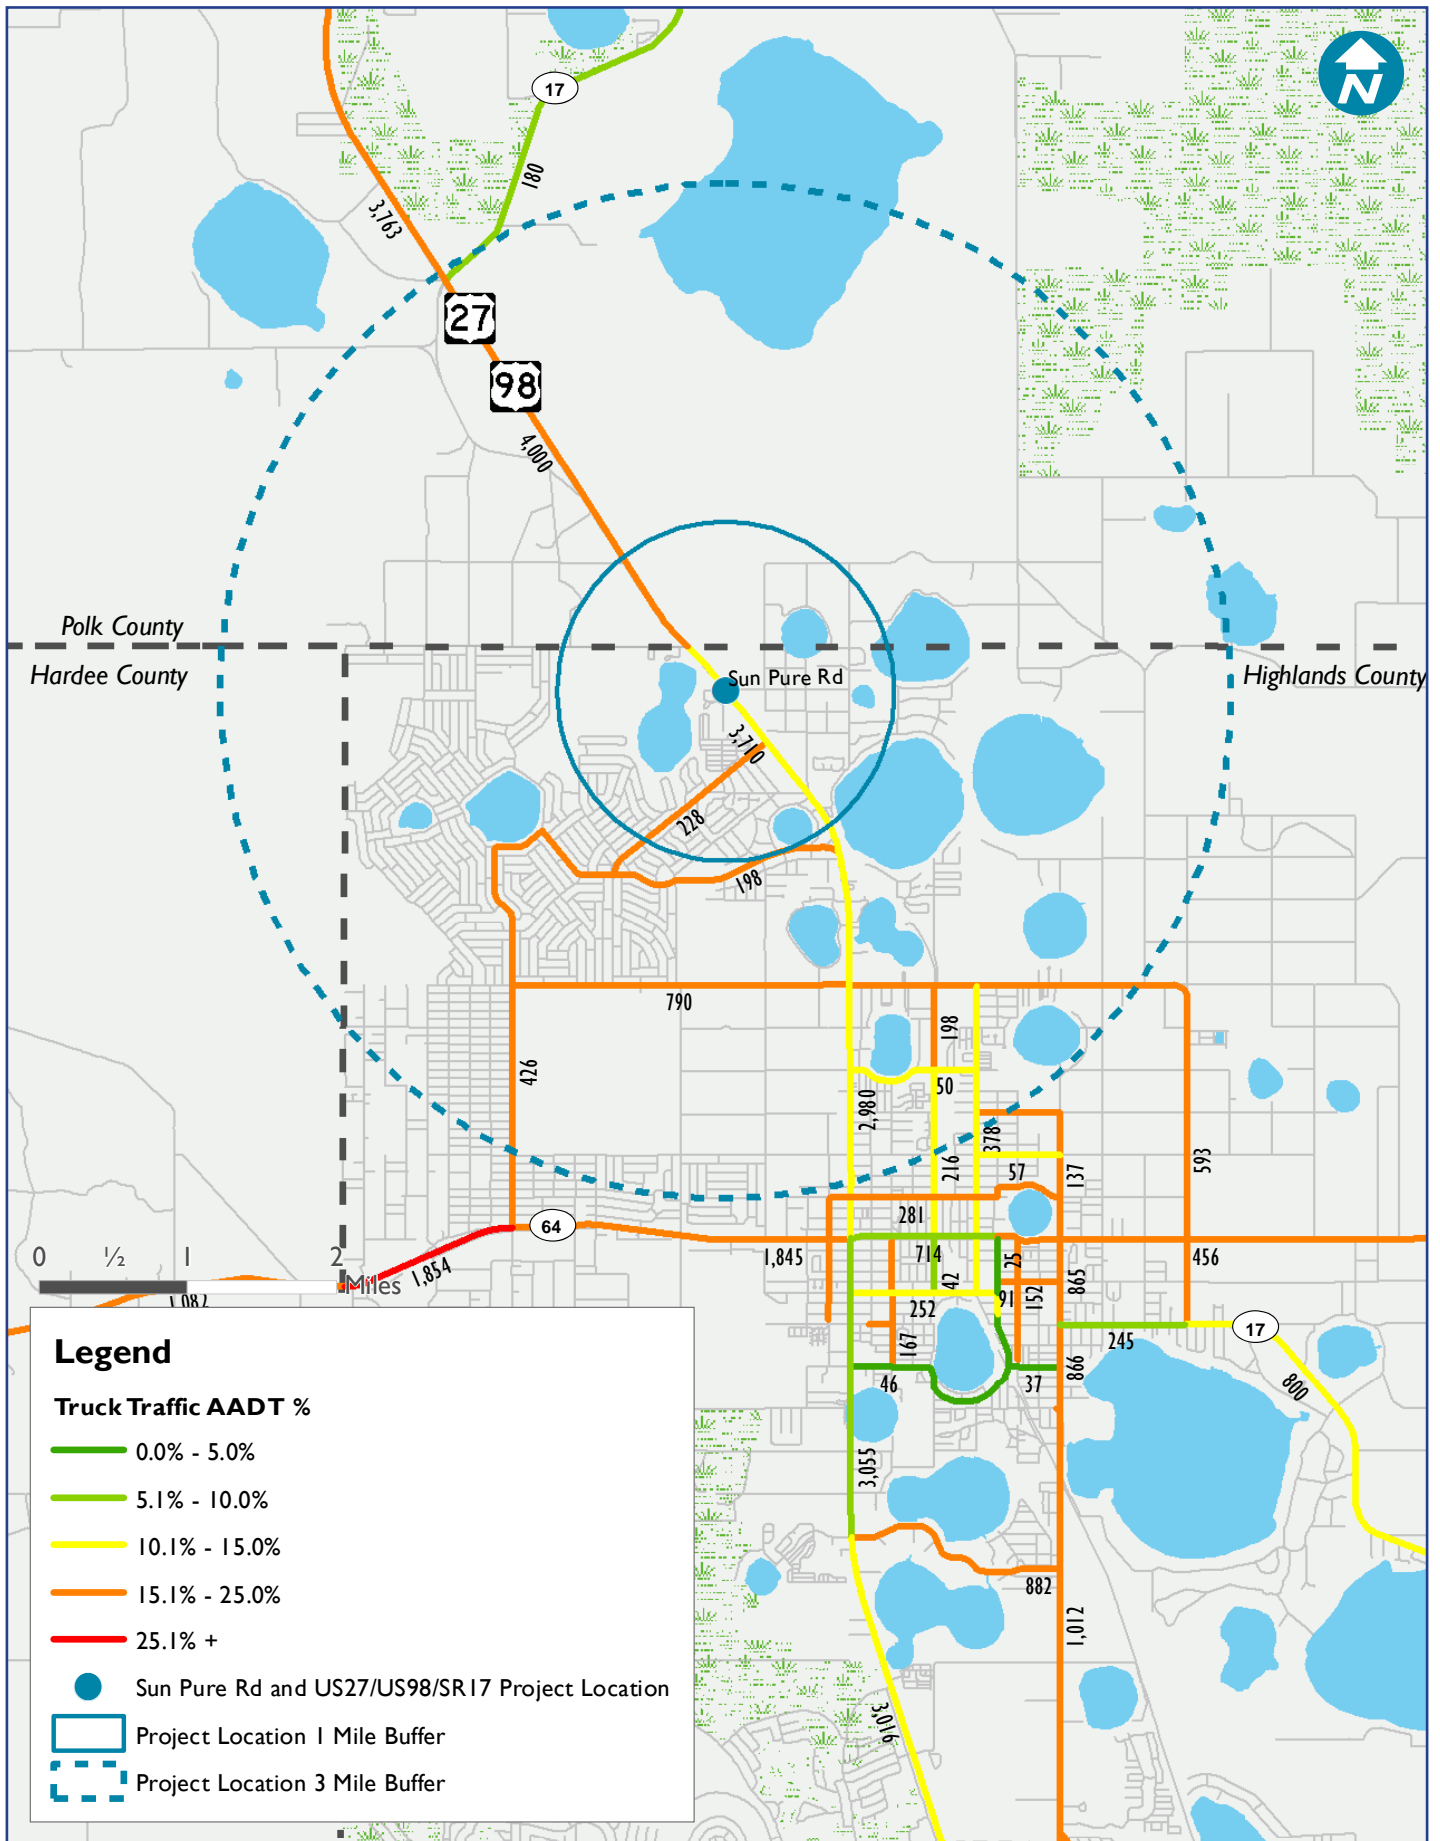 17
N
180
3,763
27
98
4,000
Polk County
Hardee County
Sun Pure Rd
Highlands County
3,710
228
198
790
198
426
50
2,980
378
216
57
137
593
281
64
1,845
714
25
456
1,854
42
865
0 ½ 1 2
Miles
1,082
252
91
152
17
245
167
866
46
37
800
3,055
882
1,012
3,016
Legend
Truck Traffic AADT %
0.0% - 5.0%
5.1% - 10.0%
10.1% - 15.0%
15.1% - 25.0%
25.1% +
Sun Pure Rd and US27/US98/SR17 Project Location
Project Location 1 Mile Buffer
Project Location 3 Mile Buffer